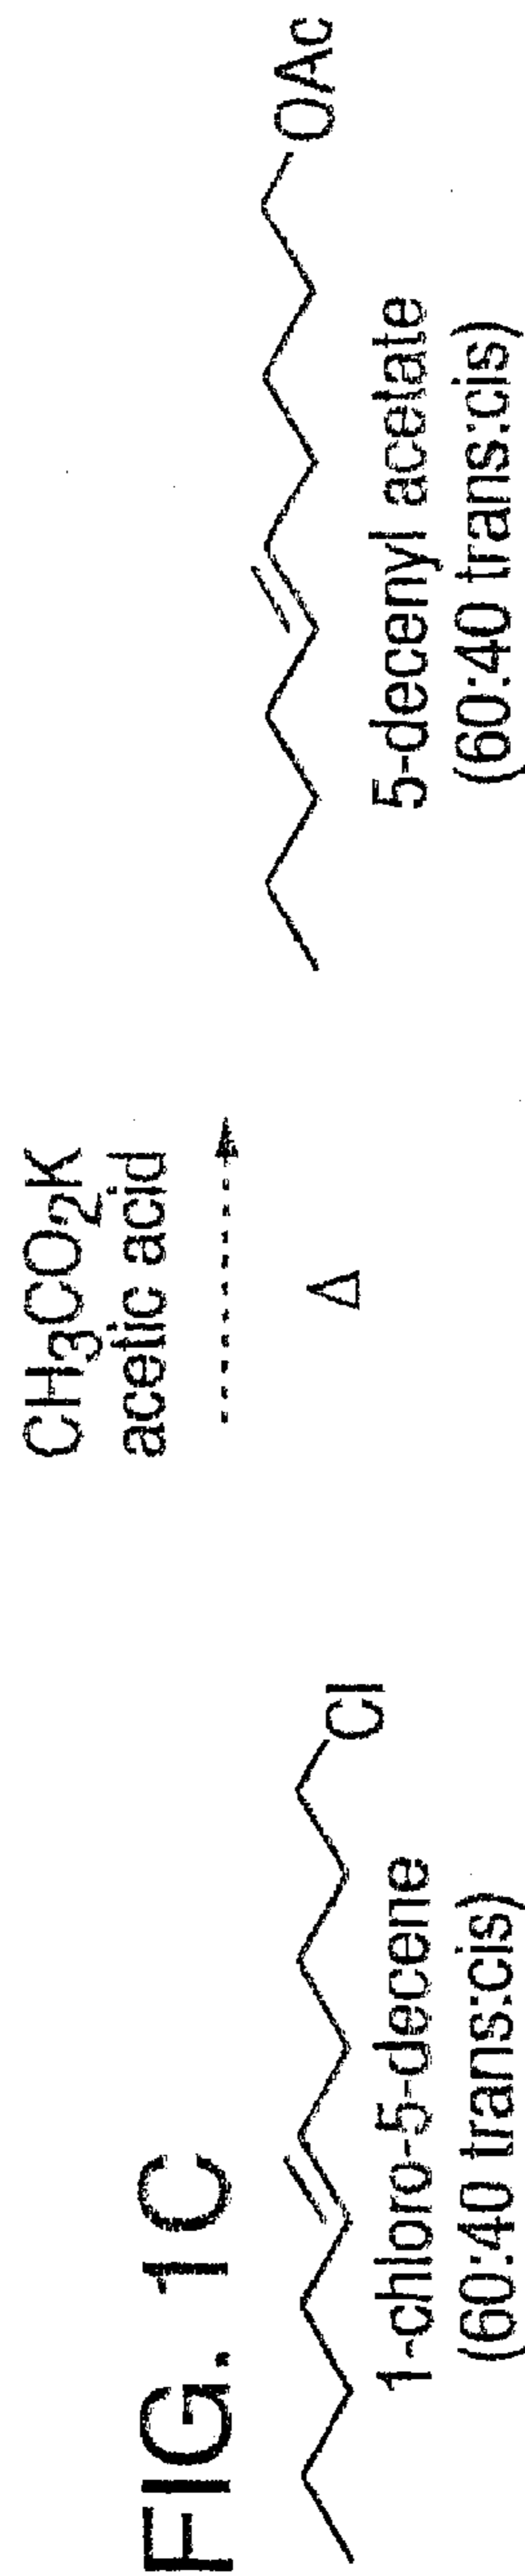 FIG. 1C
Cl
1-chloro-5-decene
(60:40 trans:cis)
CH3CO2K
acetic acid
Δ
OAc
5-decenyl acetate
(60:40 trans:cis)